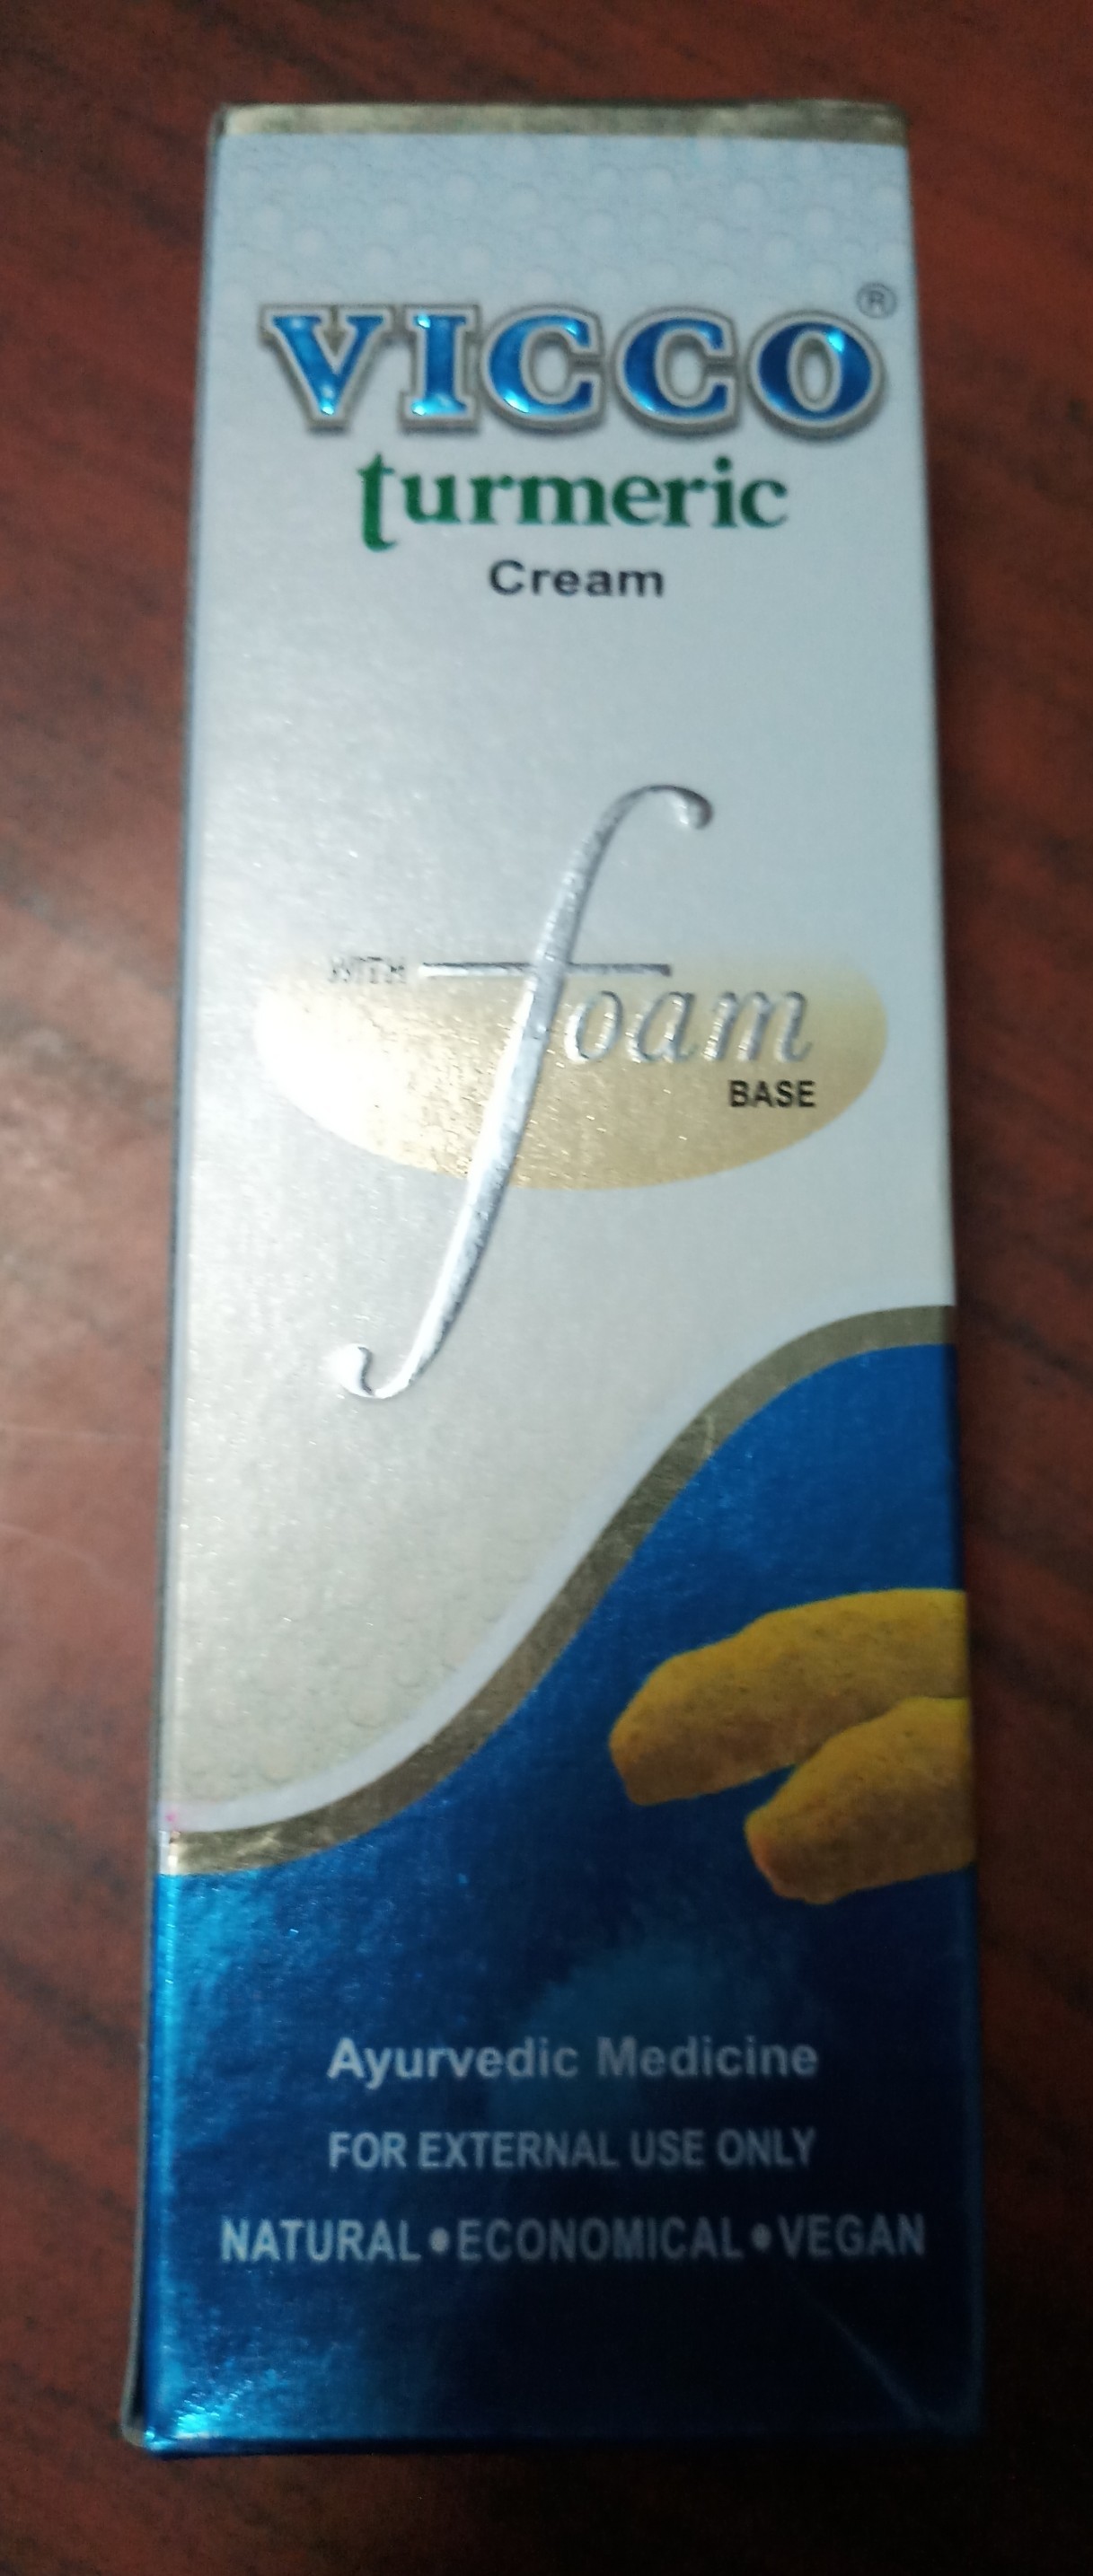 VICCO®
turmeric
Cream
WITH foam
BASE
Ayurvedic Medicine
FOR EXTERNAL USE ONLY
NATURAL • ECONOMICAL • VEGAN